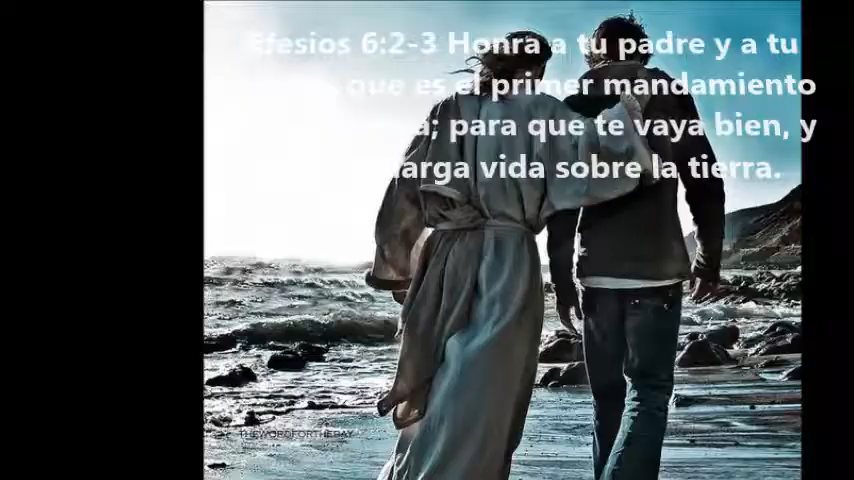 Efesios 6:2-3 Honra a tu padre y a tu
que es el primer mandamiento
para que te vaya bien, y
larga vida sobre la tierra.
THEWORDFORTHEDAY